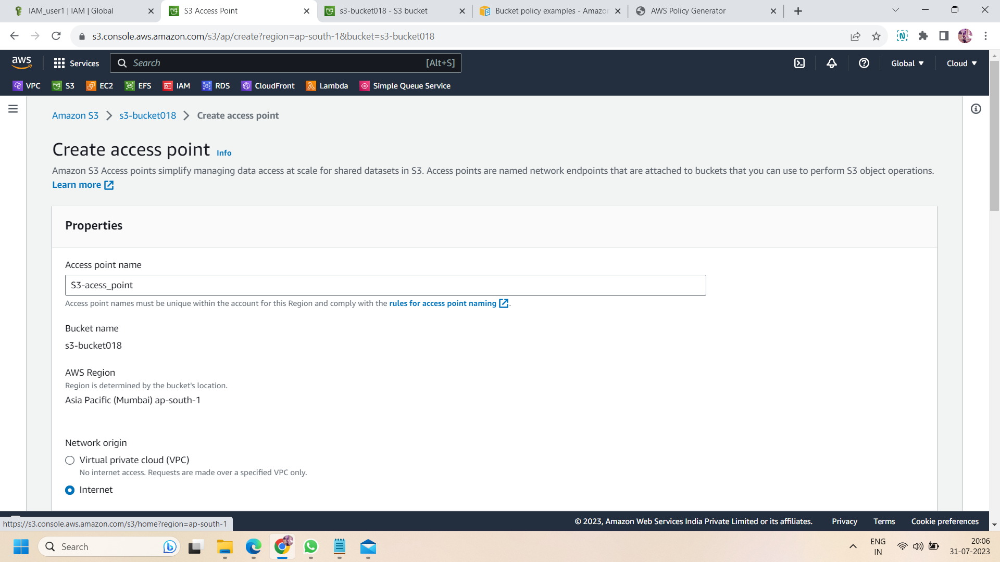 IAM_user1 | IAM | Global
S3 Access Point
s3-bucket018 - S3 bucket
Bucket policy examples - Amazon
AWS Policy Generator
s3.console.aws.amazon.com/s3/ap/create?region=ap-south-1&bucket=s3-bucket018
aws
Services
Search
[Alt+S]
Global
Cloud
VPC
S3
EC2
EFS
IAM
RDS
CloudFront
Lambda
Simple Queue Service
Amazon S3
s3-bucket018
Create access point
Create access point
Info
Amazon S3 Access points simplify managing data access at scale for shared datasets in S3. Access points are named network endpoints that are attached to buckets that you can use to perform S3 object operations.
Learn more
Properties
Access point name
S3-acess_point
Access point names must be unique within the account for this Region and comply with the rules for access point naming.
Bucket name
s3-bucket018
AWS Region
Region is determined by the bucket's location.
Asia Pacific (Mumbai) ap-south-1
Network origin
Virtual private cloud (VPC)
No internet access. Requests are made over a specified VPC only.
Internet
https://s3.console.aws.amazon.com/s3/home?region=ap-south-1
© 2023, Amazon Web Services India Private Limited or its affiliates.
Privacy
Terms
Cookie preferences
Search
ENG
IN
20:06
31-07-2023